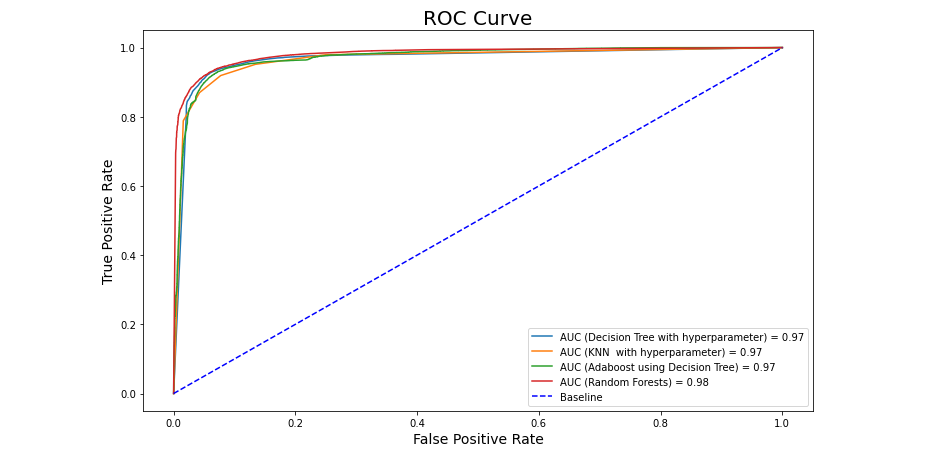 ROC Curve
True Positive Rate
1.0
0.8
0.6
0.4
0.2
0.0
AUC (Decision Tree with hyperparameter) = 0.97
AUC (KNN  with hyperparameter) = 0.97
AUC (Adaboost using Decision Tree) = 0.97
AUC (Random Forests) = 0.98
Baseline
0.0 0.2 0.4 0.6 0.8 1.0
False Positive Rate